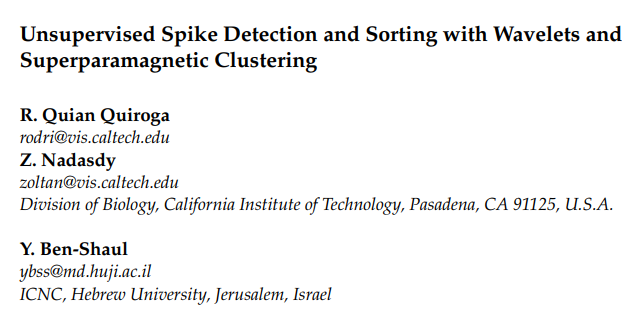 Unsupervised Spike Detection and Sorting with Wavelets and
Superparamagnetic Clustering
R. Quian Quiroga
rodri@vis.caltech.edu
Z. Nadasdy
zoltan@vis.caltech.edu
Division of Biology, California Institute of Technology, Pasadena, CA 91125, U.S.A.
Y. Ben-Shaul
ybss@md.huji.ac.il
ICNC, Hebrew University, Jerusalem, Israel